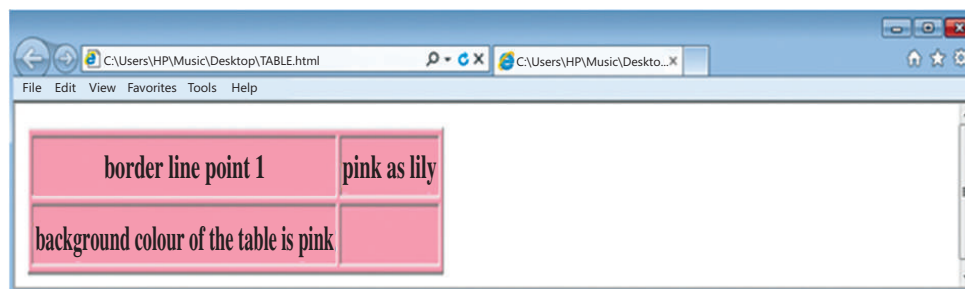 C:\Users\HP\Music\Desktop\TABLE.html C:\Users\HP\Music\Deskto...
File Edit View Favorites Tools Help
border line point 1 pink as lily
background colour of the table is pink